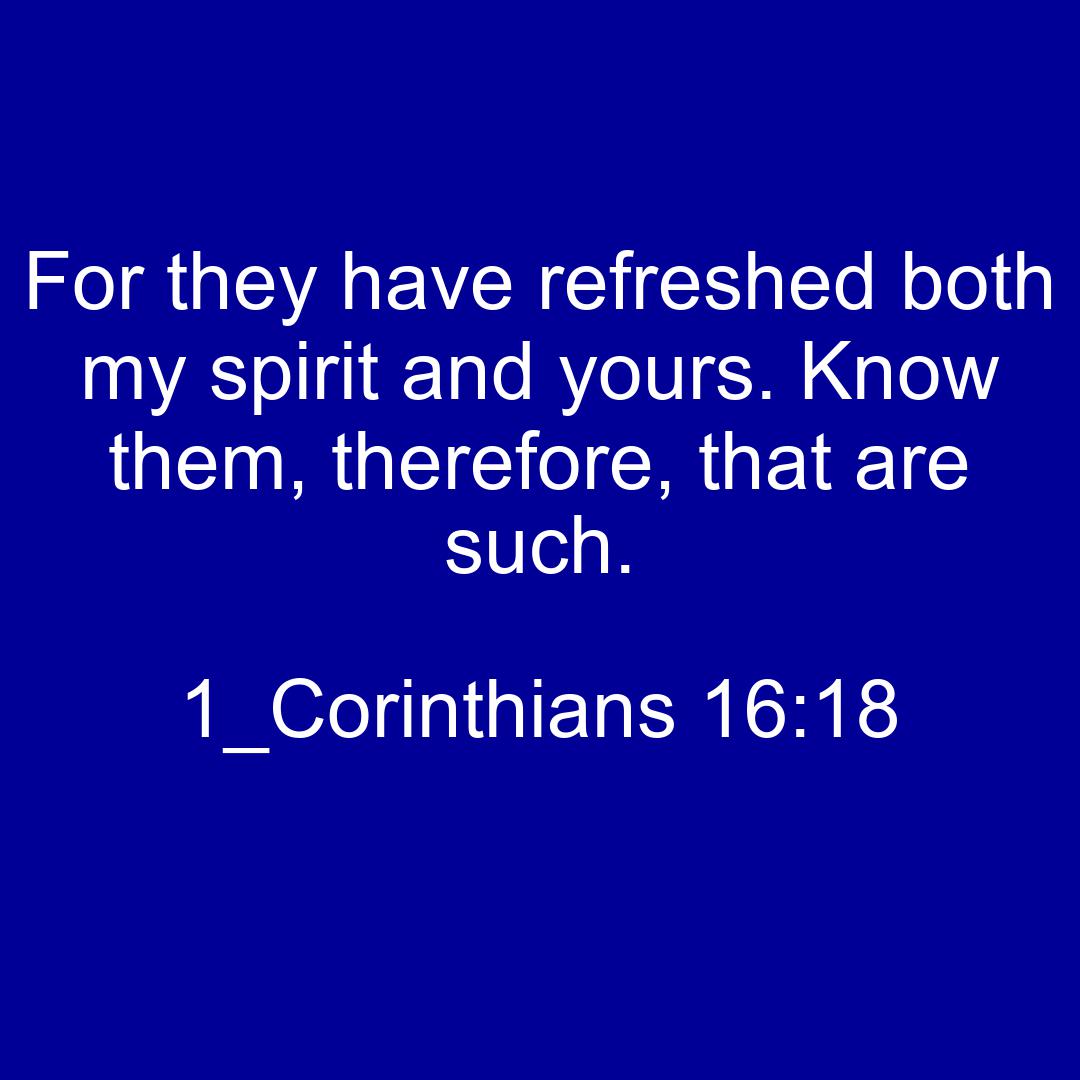 For they have refreshed both
my spirit and yours. Know
them, therefore, that are
such.
1_Corinthians 16:18